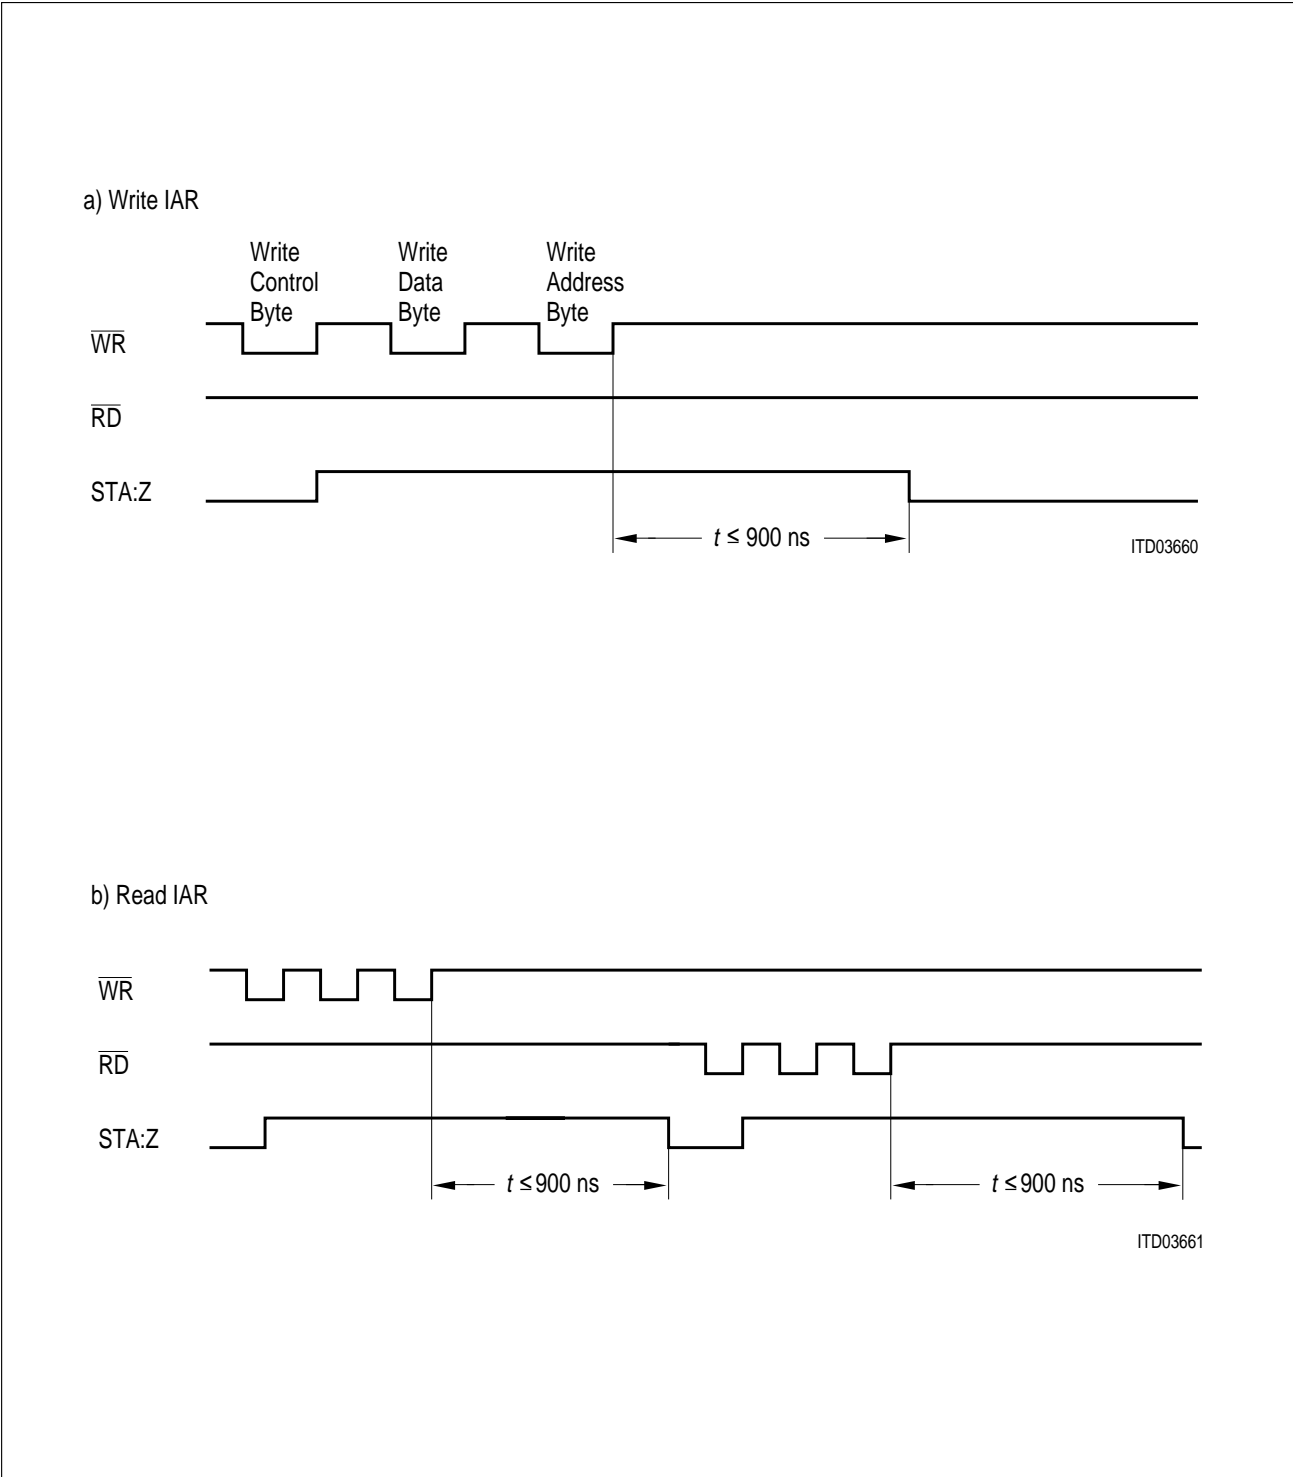 a) Write IAR
Write Write Write
Control Data Address
Byte Byte Byte
WR
RD
STA:Z
t ≤ 900 ns
ITD03660
b) Read IAR
WR
RD
STA:Z
t ≤ 900 ns t ≤ 900 ns
ITD03661